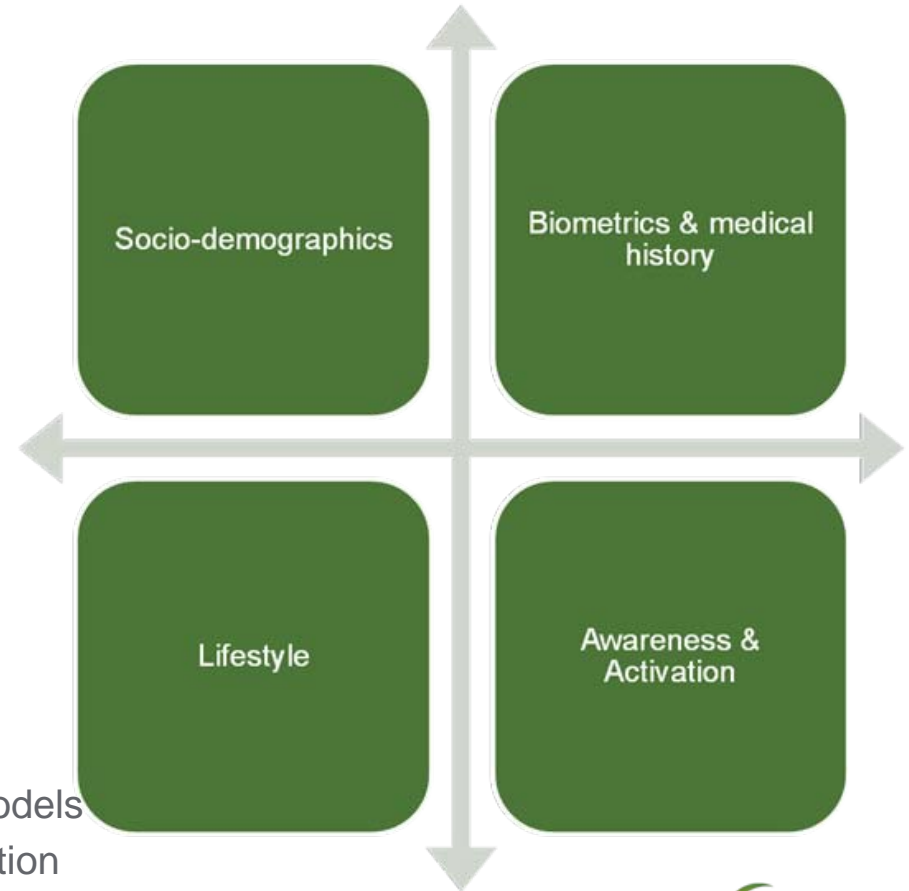 Socio-demographics
Biometrics & medical
history
Lifestyle
Awareness &
Activation